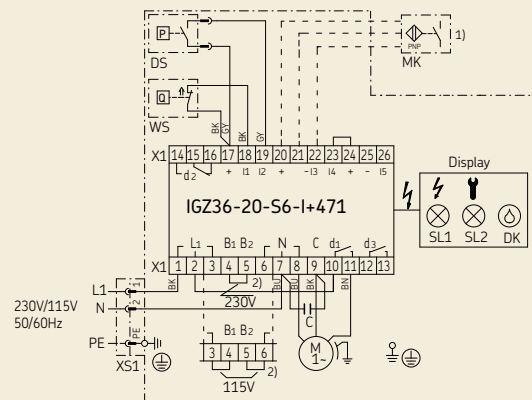 P
DS
Q
WS
BK
GY
BK
GY
PNP
1)
MK
X1 14 15 16 17 18 19 20 21 22 23 24 25 26
d2 + I1 I2 + - I3 I4 + - I5
IGZ36-20-S6-I+471
L1 B1 B2 N C d1 d3
X1 1 2 3 4 5 6 7 8 9 10 11 12 13
Display
SL1 SL2 DK
BK
2)
230V
BU
BU
BK
BN
C
L1
N
230V/115V
50/60Hz
PE
1
2
PE
XS1
B1 B2
3 4 5 6
2)
115V
M
1~